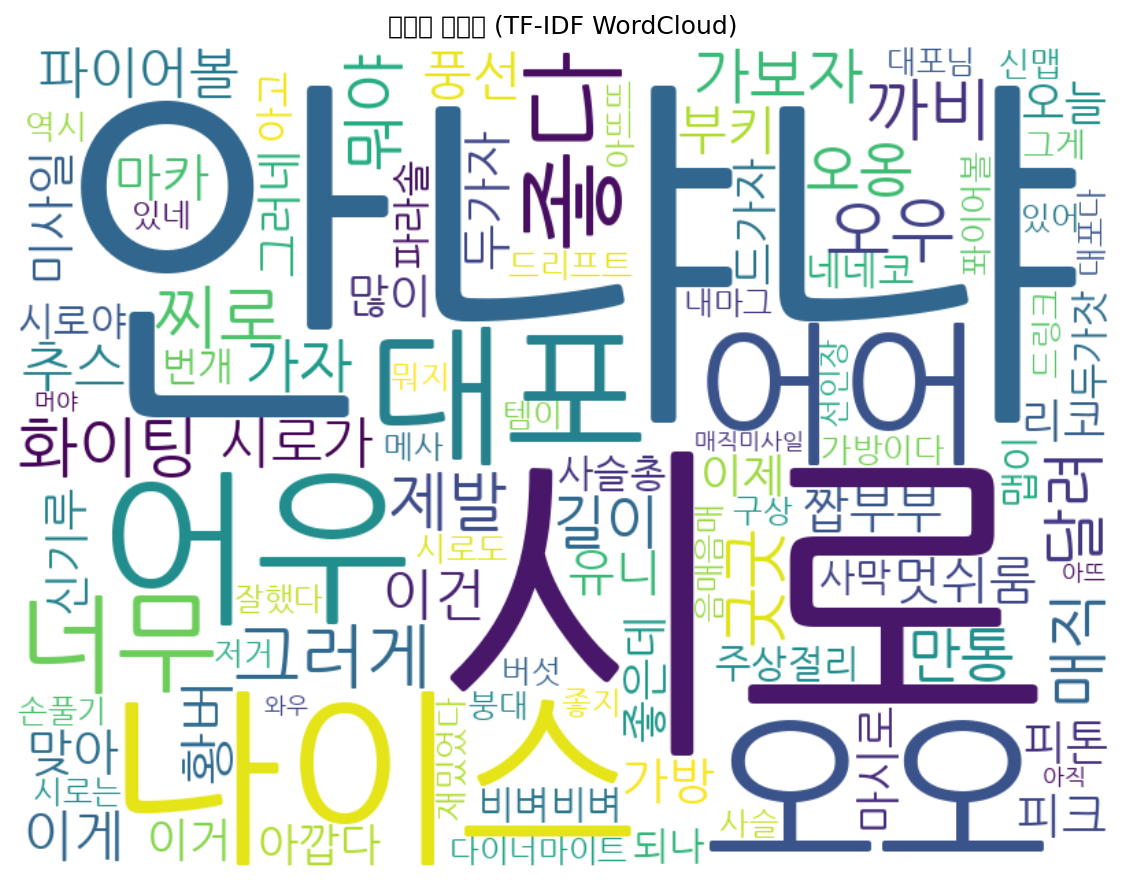 (TF-IDF WordCloud)
파이어볼
풍선
좋다
가보자
대포님
신맵
역시
아고
뭐야
안냐냐
아뜨뜨
부키
까비
오늘
그게
미사일
마카
있네
그러네
파라솔
두가자
드가자
오옹
오우
퐈이어볼
있어
대포다
드리프트
네네코
많이
내마그
시로야
찌로
추스
번개
가자
대포
뭐지
어어
선인장
드링크
두가잣
리코
머야
템이
화이팅
시로가
메사
매직미사일
가방이다
어우
제발
사슬총
길이
이제
시로
구상
짭부부
맵이
달려
신기루
시로도
잘했다
이건
유니
음매음매
굿굿
사막
멋쉬룸
아뜨
너무
저거
그러게
좋은데
주상절리
만통
매직
버섯
손풀기
황버
와우
나이스
붕대
좋지
오오
마시로
피톤
맞아
재밌었다
시로는
비벼비벼
가방
아직
이게
이거
아깝다
다이너마이트
되나
사슬
피크